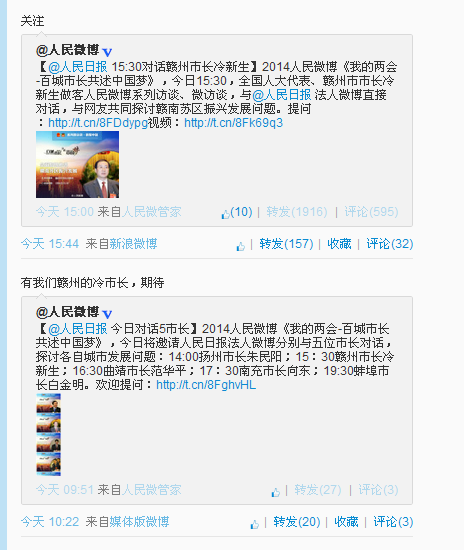 关注
@人民微博
【@人民日报 15:30对话赣州市长冷新生】2014人民微博《我的两会
-百城市长共述中国梦》，今日15:30，全国人大代表、赣州市市长冷
新生做客人民微博系列访谈、微访谈，与@人民日报 法人微博直接
对话，与网友共同探讨赣南苏区振兴发展问题。提问
：http://t.cn/8FDdypg视频：http://t.cn/8Fk69q3
今天 15:00 来自人民微管家 (10) | 转发(1916) | 评论(595)
今天 15:44 来自新浪微博 | 转发(157) | 收藏 | 评论(32)
有我们赣州的冷市长，期待
@人民微博
【@人民日报 今日对话5市长】2014人民微博《我的两会-百城市长
共述中国梦》，今日将邀请人民日报法人微博分别与五位市长对话，
探讨各自城市发展问题：14:00扬州市长朱民阳；15：30赣州市长冷
新生；16:30曲靖市长范华平；17：30南充市长向东；19:30蚌埠市
长白金明。欢迎提问：http://t.cn/8FghvHL
今天 09:51 来自人民微管家 | 转发(27) | 评论(3)
今天 10:22 来自媒体版微博 | 转发(20) | 收藏 | 评论(3)